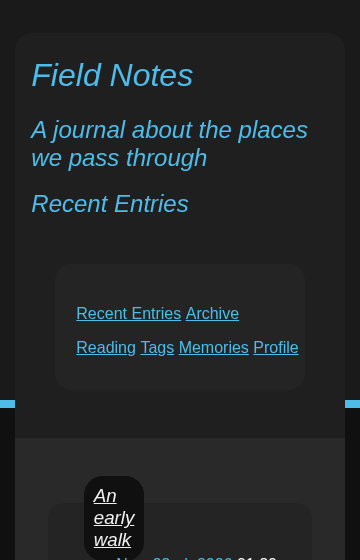 Field Notes
A journal about the places
we pass through
Recent Entries
Recent Entries Archive
Reading Tags Memories Profile
An
early
walk